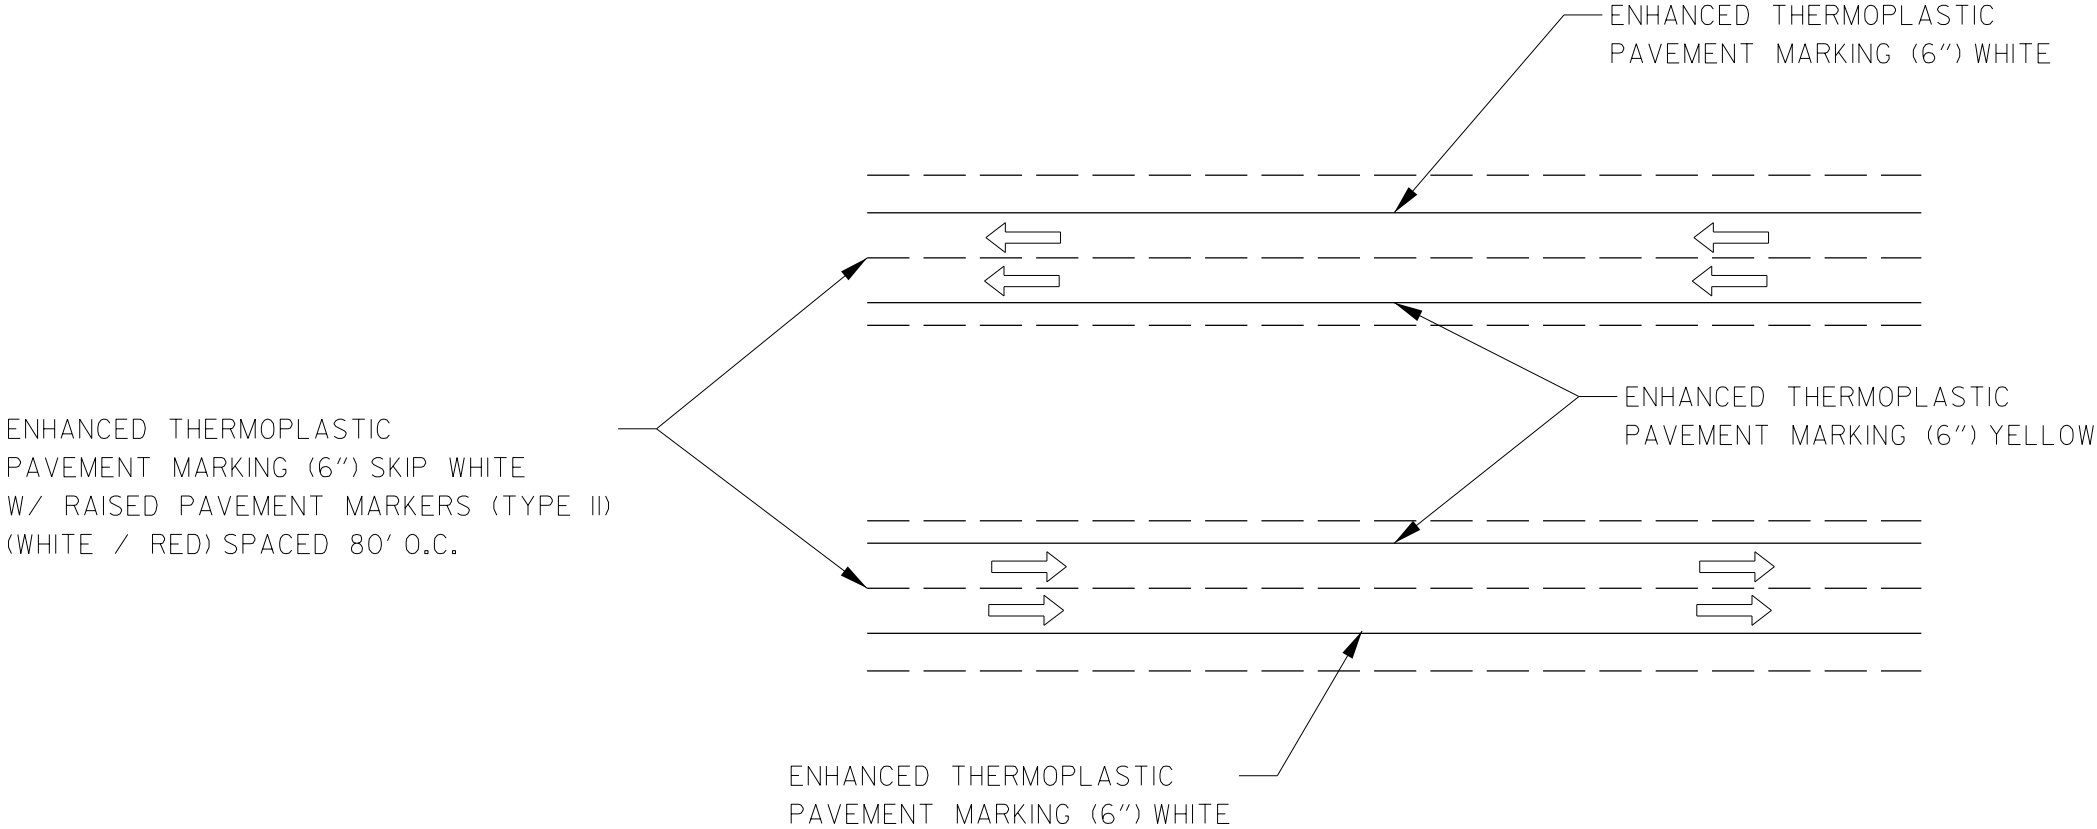 ENHANCED THERMOPLASTIC
PAVEMENT MARKING (6") WHITE
ENHANCED THERMOPLASTIC
PAVEMENT MARKING (6") YELLOW
ENHANCED THERMOPLASTIC
PAVEMENT MARKING (6") SKIP WHITE
W/ RAISED PAVEMENT MARKERS (TYPE II)
(WHITE / RED) SPACED 80' O.C.
ENHANCED THERMOPLASTIC
PAVEMENT MARKING (6") WHITE